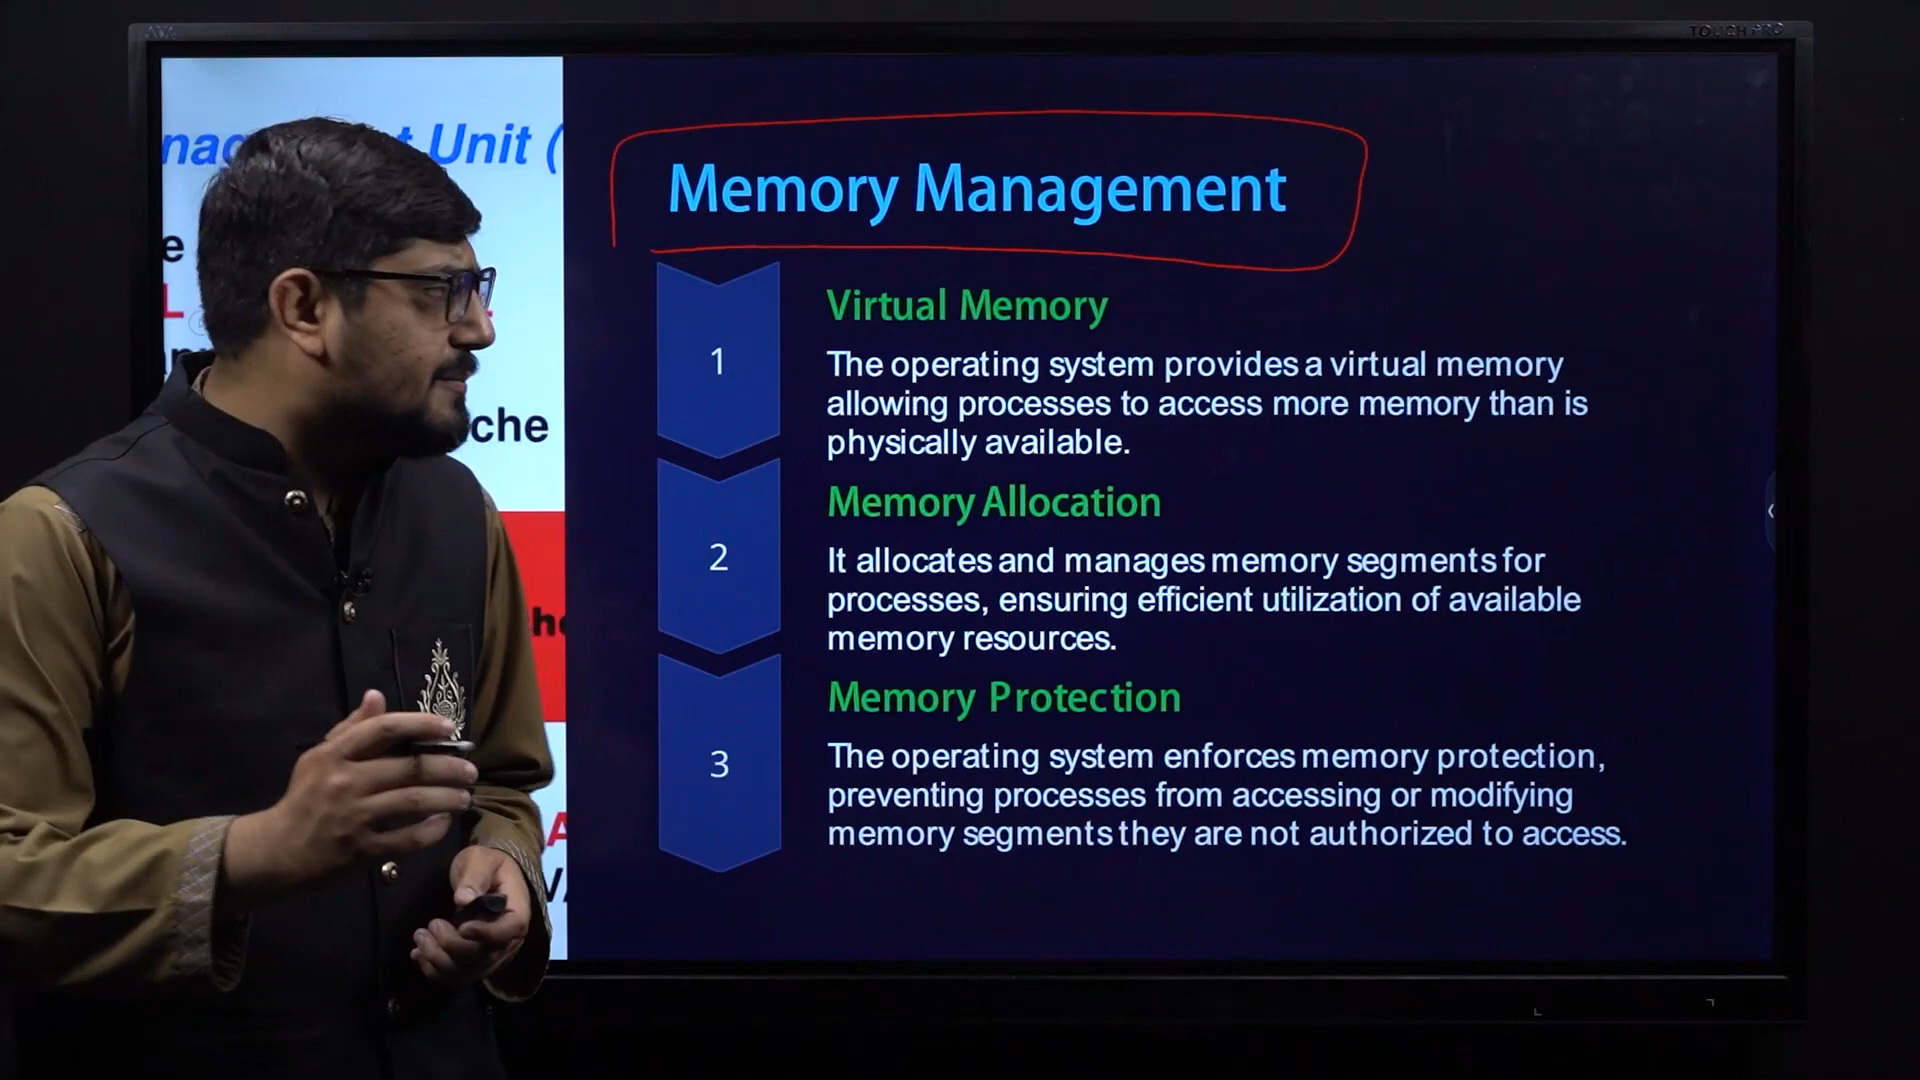 TOUCH PRO
Unit (
e
L
che
Memory Management
1
Virtual Memory
The operating system provides a virtual memory
allowing processes to access more memory than is
physically available.
2
Memory Allocation
It allocates and manages memory segments for
processes, ensuring efficient utilization of available
memory resources.
3
Memory Protection
The operating system enforces memory protection,
preventing processes from accessing or modifying
memory segments they are not authorized to access.